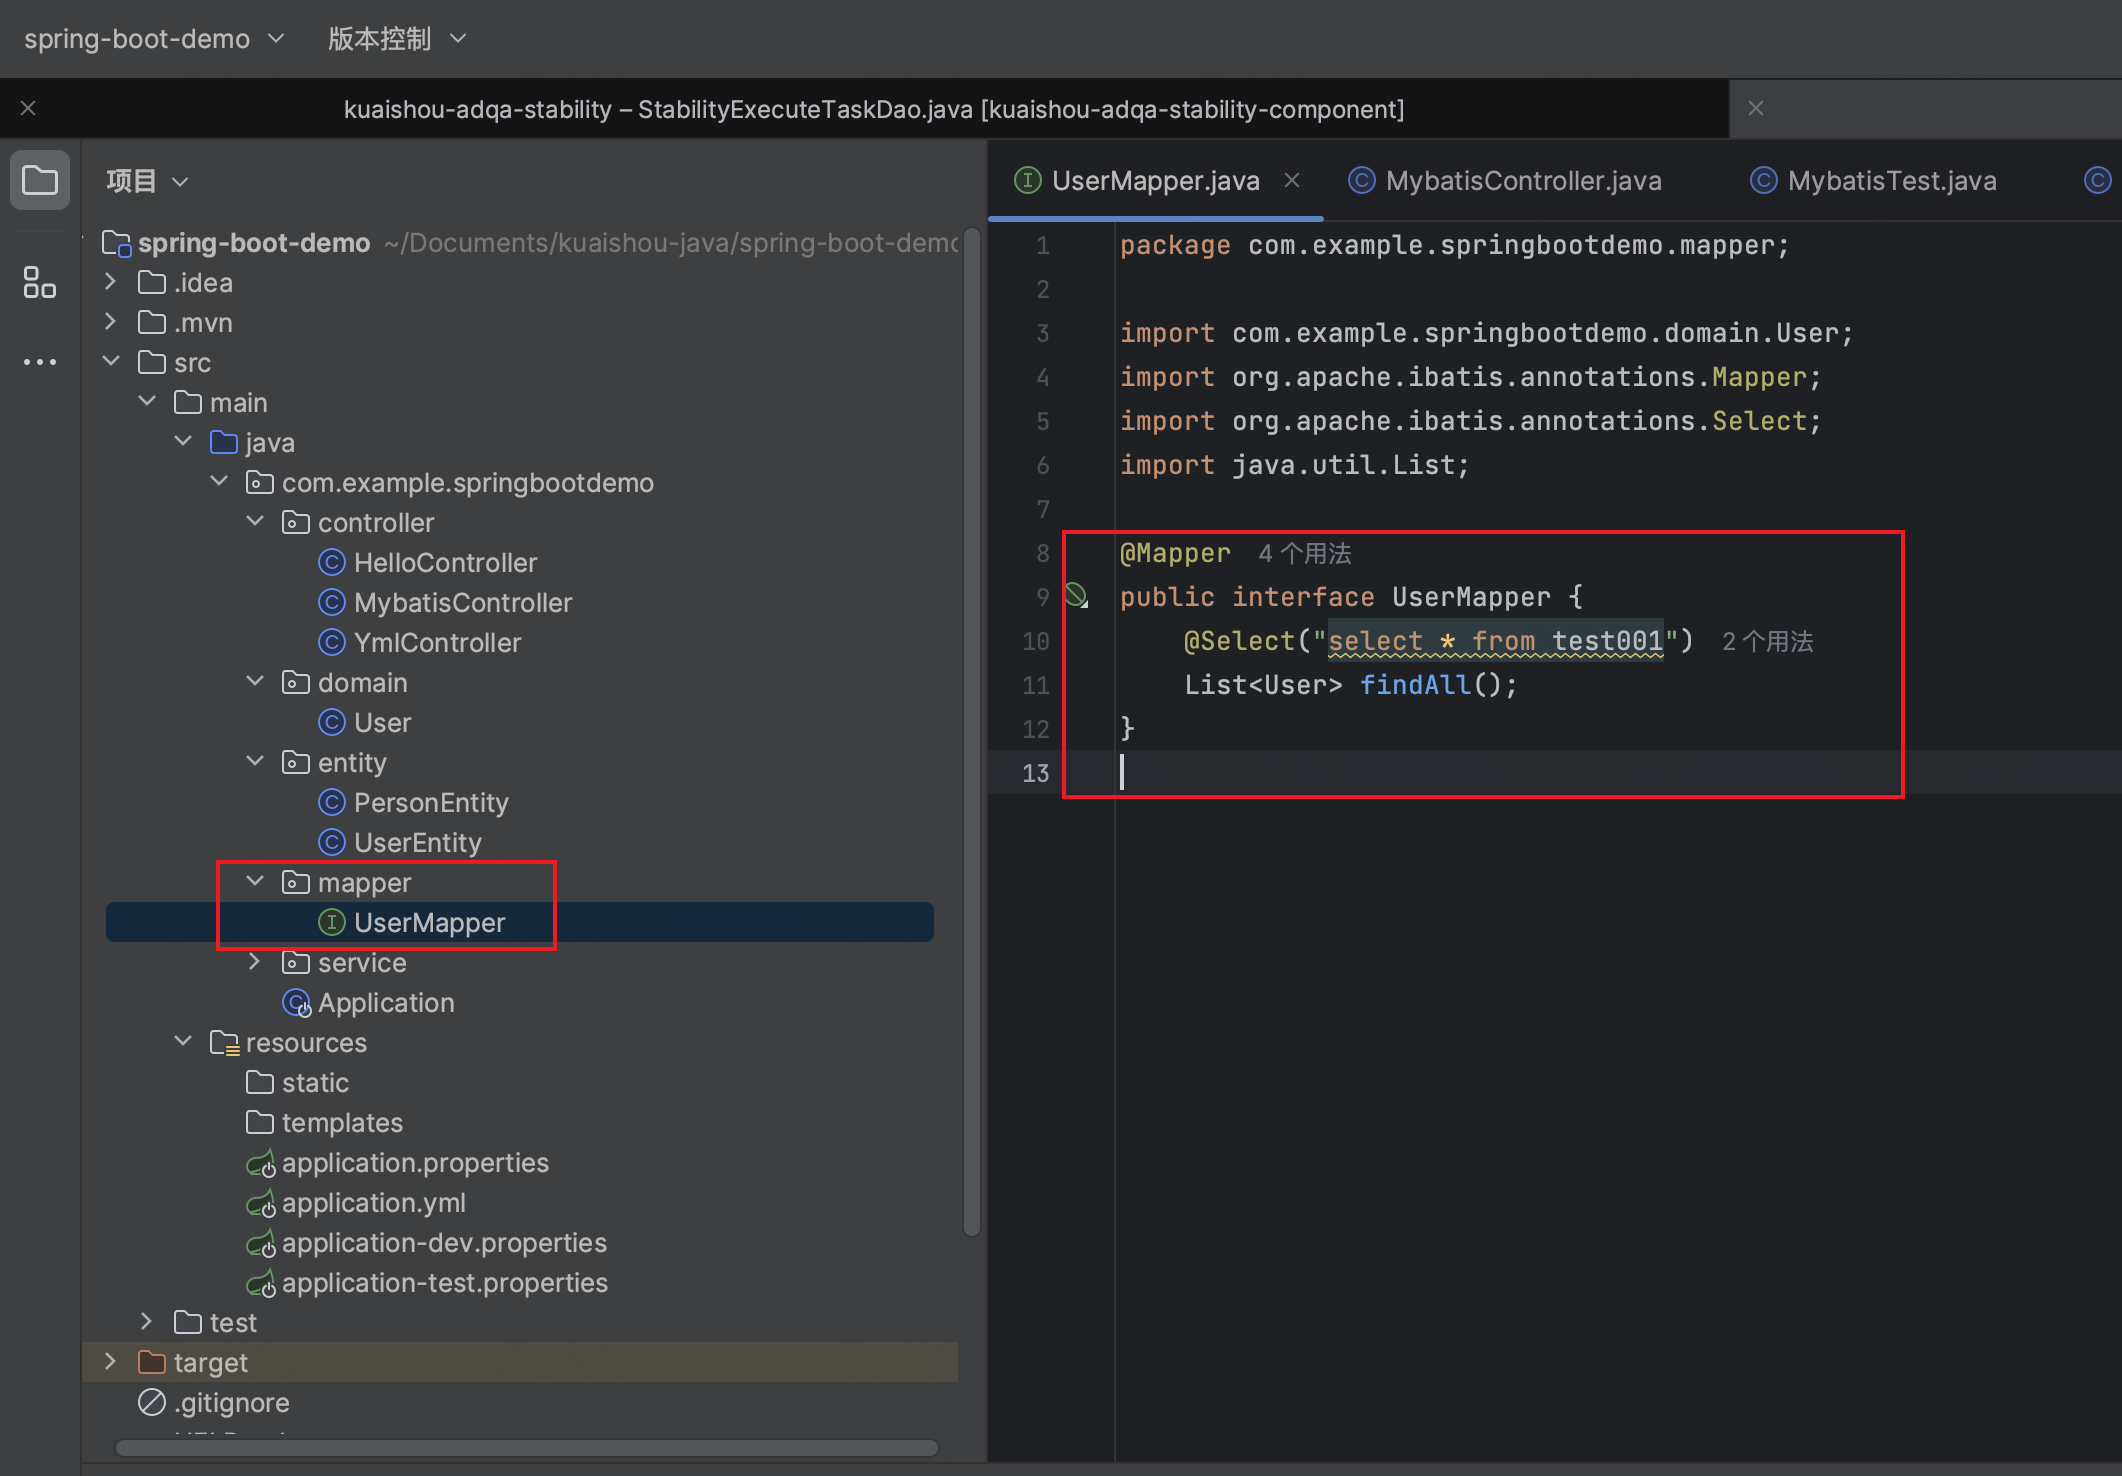 spring-boot-demo 版本控制
kuaishou-adqa-stability – StabilityExecuteTaskDao.java [kuaishou-adqa-stability-component]
项目
spring-boot-demo ~/Documents/kuaishou-java/spring-boot-demo
.idea
.mvn
src
main
java
com.example.springbootdemo
controller
HelloController
MybatisController
YmlController
domain
User
entity
PersonEntity
UserEntity
mapper
UserMapper
service
Application
resources
static
templates
application.properties
application.yml
application-dev.properties
application-test.properties
test
target
.gitignore
UserMapper.java MybatisController.java MybatisTest.java
1 package com.example.springbootdemo.mapper;
2
3 import com.example.springbootdemo.domain.User;
4 import org.apache.ibatis.annotations.Mapper;
5 import org.apache.ibatis.annotations.Select;
6 import java.util.List;
7
8 @Mapper 4 个用法
9 public interface UserMapper {
10 @Select("select * from test001") 2 个用法
11 List<User> findAll();
12 }
13